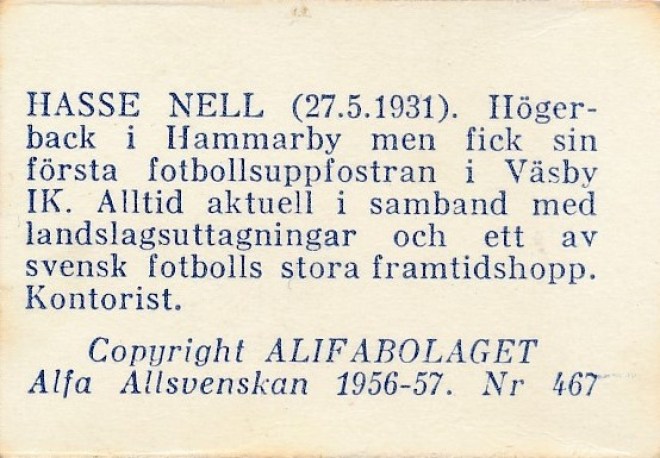 HASSE NELL (27.5.1931). Höger-
back i Hammarby men fick sin
första fotbollsuppfostran i Väsby
IK. Alltid aktuell i samband med
landslagsuttagningar och ett av
svensk fotbolls stora framtidshopp.
Kontorist.
Copyright ALIFABOLAGET
Alfa Allsvenskan 1956-57. Nr 467